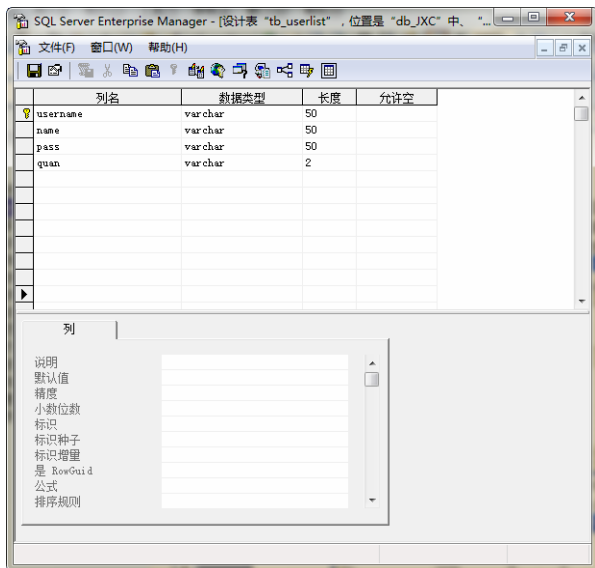 SQL Server Enterprise Manager - [设计表“tb_userlist”，位置是“db_JXC”中、“...
文件(F) 窗口(W) 帮助(H)
列名 数据类型 长度 允许空
username varchar 50
name varchar 50
pass varchar 50
quan varchar 2
列
说明
默认值
精度
小数位数
标识
标识种子
标识增量
是 RowGuid
公式
排序规则